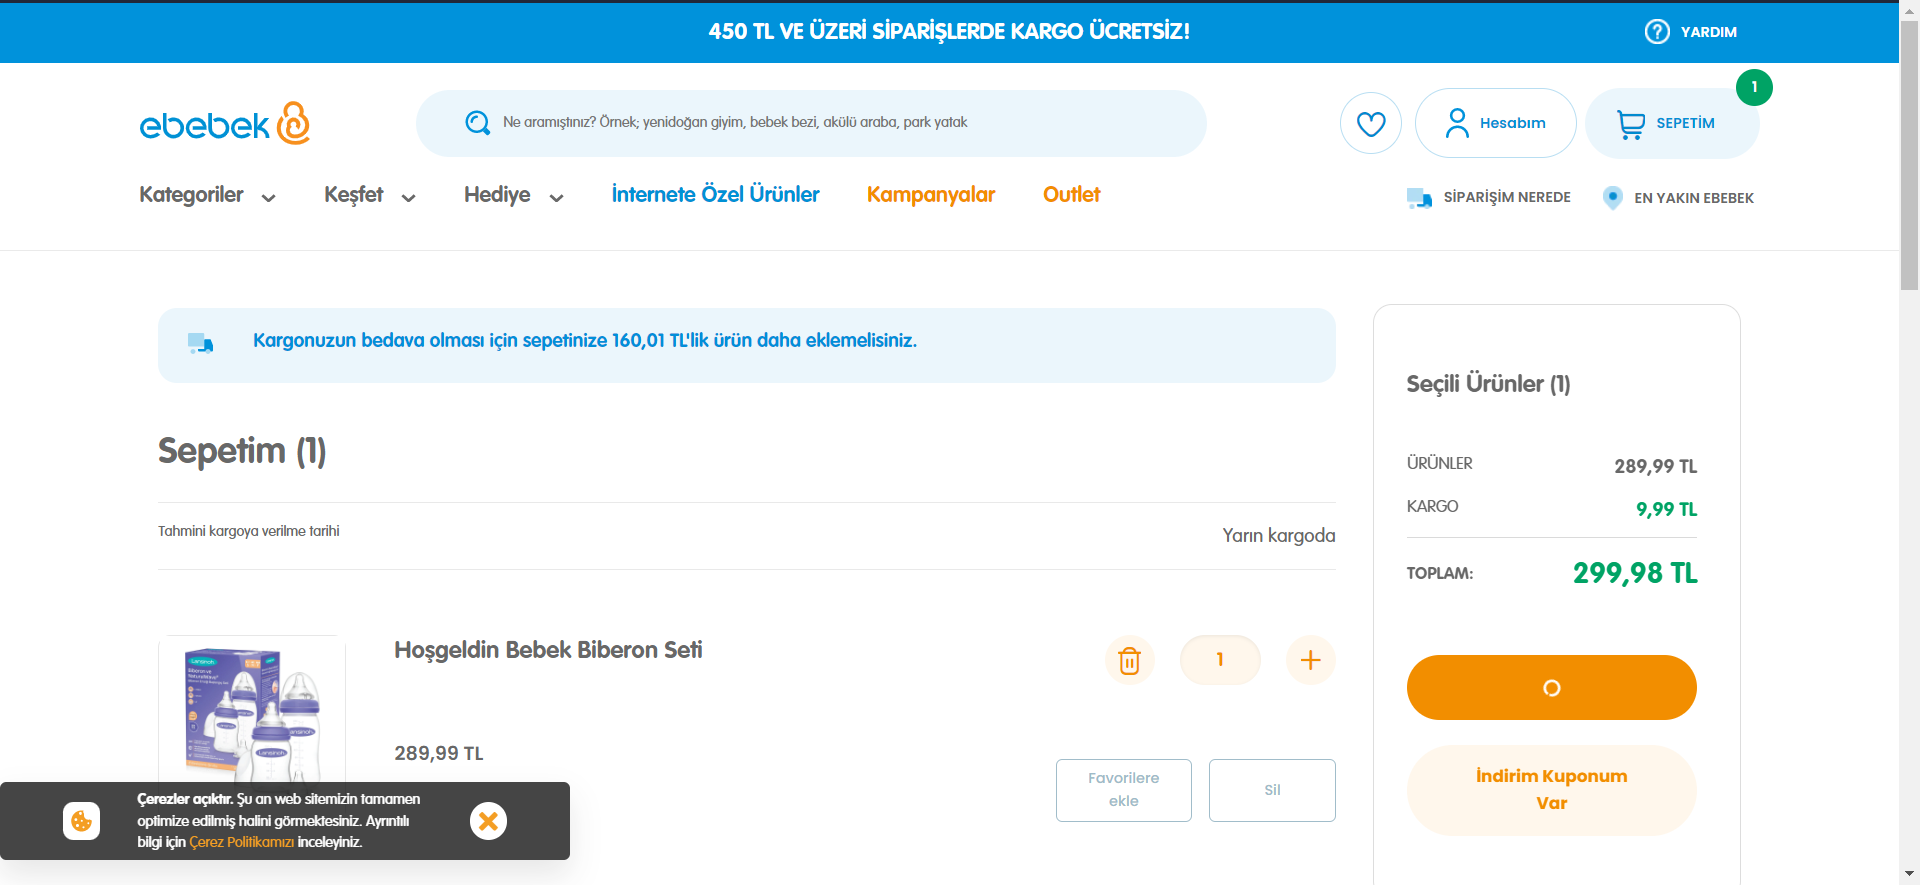 450 TL VE ÜZERİ SİPARİŞLERDE KARGO ÜCRETSİZ!
YARDIM
ebebek
Ne aramıştınız? Örnek; yenidoğan giyim, bebek bezi, akülü araba, park yatak
Hesabım
SEPETİM
1
Kategoriler
Keşfet
Hediye
İnternete Özel Ürünler
Kampanyalar
Outlet
SİPARİŞİM NEREDE
EN YAKIN EBEBEK
Kargonuzun bedava olması için sepetinize 160,01 TL'lik ürün daha eklemelisiniz.
Sepetim (1)
Tahmini kargoya verilme tarihi
Yarın kargoda
Lansinoh
Hoşgeldin Bebek Biberon Seti
1
289,99 TL
Favorilere
ekle
Sil
Seçili Ürünler (1)
ÜRÜNLER
289,99 TL
KARGO
9,99 TL
TOPLAM:
299,98 TL
İndirim Kuponum
Var
Çerezler açıktır. Şu an web sitemizin tamamen
optimize edilmiş halini görmektesiniz. Ayrıntılı
bilgi için Çerez Politikamızı inceleyiniz.